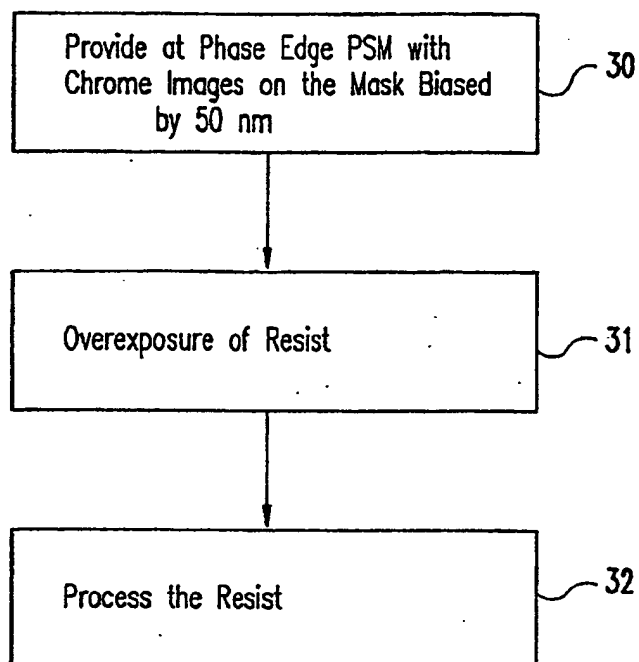 Provide at Phase Edge PSM with
Chrome Images on the Mask Biased
by 50 nm
30
Overexposure of Resist
31
Process the Resist
32